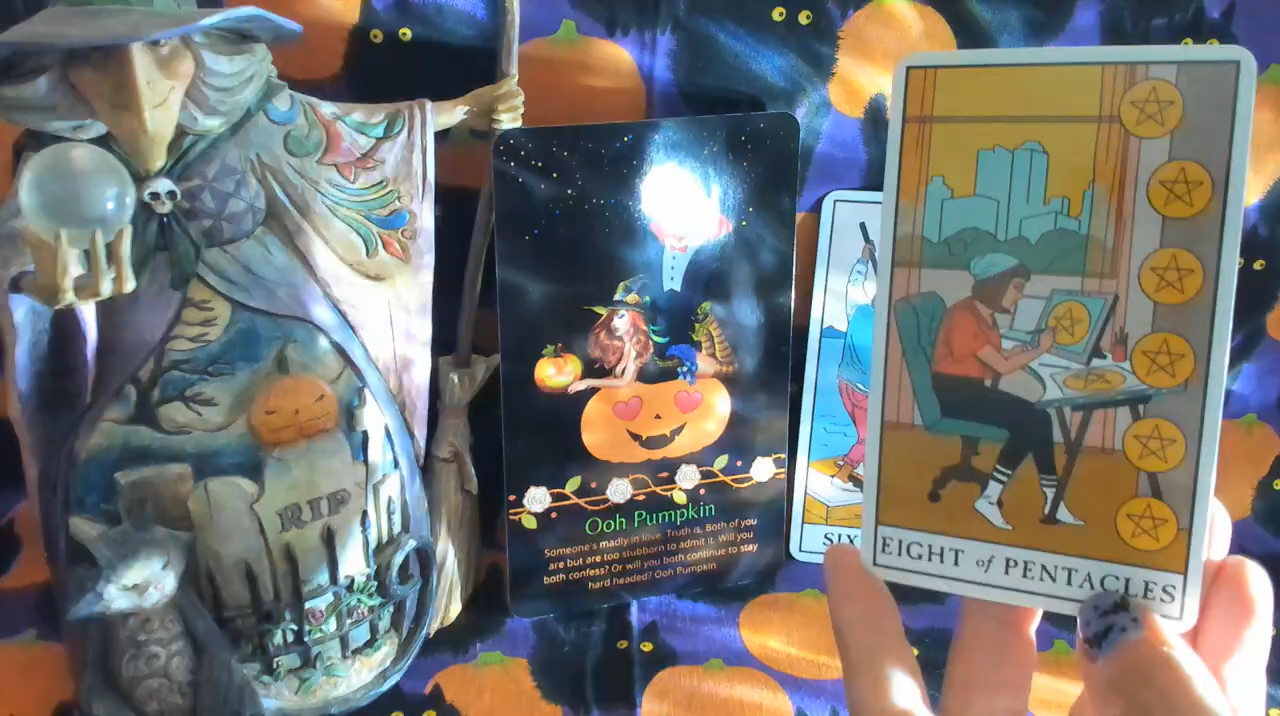 RIP
Ooh Pumpkin
Someone's madly in love. Truth is, Both of you
are but are too stubborn to admit it. Will you
both confess? Or will you both continue to stay
hard headed? Ooh Pumpkin
SIX
EIGHT of PENTACLES